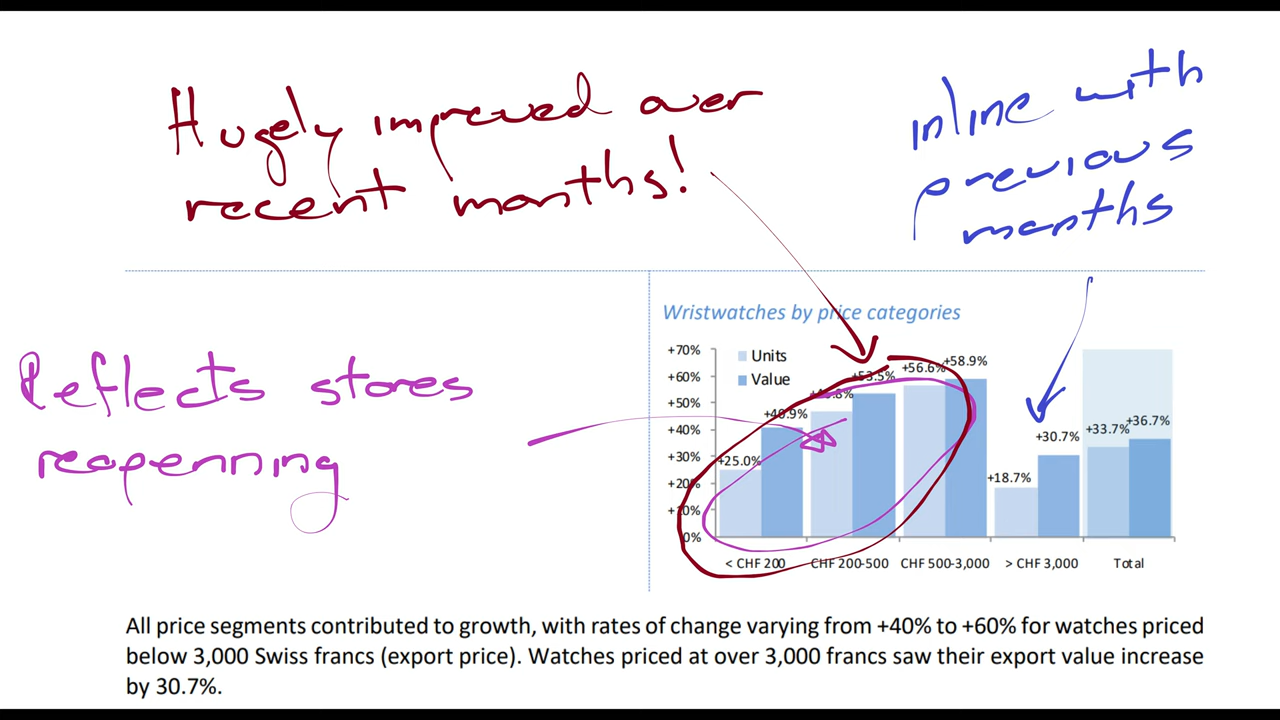 Hugely improved over
recent months!
inline with
previous
months
Reflects stores
reopenning
Wristwatches by price categories
+70%
+60%
+50%
+40%
+30%
+20%
+10%
0%
Units
Value
+25.0%
+40.9%
+53.5%
+56.6%
+58.9%
+18.7%
+30.7%
+33.7%
+36.7%
< CHF 200
CHF 200-500
CHF 500-3,000
> CHF 3,000
Total
All price segments contributed to growth, with rates of change varying from +40% to +60% for watches priced
below 3,000 Swiss francs (export price). Watches priced at over 3,000 francs saw their export value increase
by 30.7%.